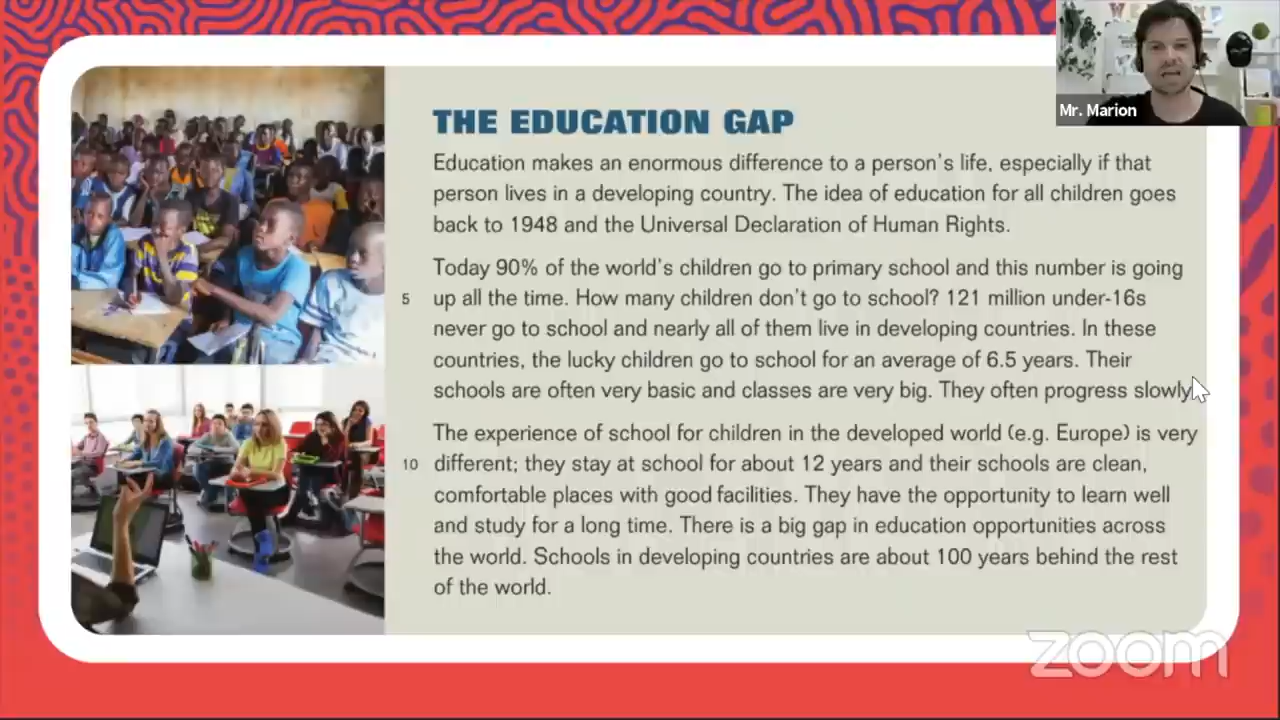 THE EDUCATION GAP
Education makes an enormous difference to a person's life, especially if that
person lives in a developing country. The idea of education for all children goes
back to 1948 and the Universal Declaration of Human Rights.
Today 90% of the world's children go to primary school and this number is going
5 up all the time. How many children don't go to school? 121 million under-16s
never go to school and nearly all of them live in developing countries. In these
countries, the lucky children go to school for an average of 6.5 years. Their
schools are often very basic and classes are very big. They often progress slowly.
The experience of school for children in the developed world (e.g. Europe) is very
10 different; they stay at school for about 12 years and their schools are clean,
comfortable places with good facilities. They have the opportunity to learn well
and study for a long time. There is a big gap in education opportunities across
the world. Schools in developing countries are about 100 years behind the rest
of the world.
Mr. Marion
zoom